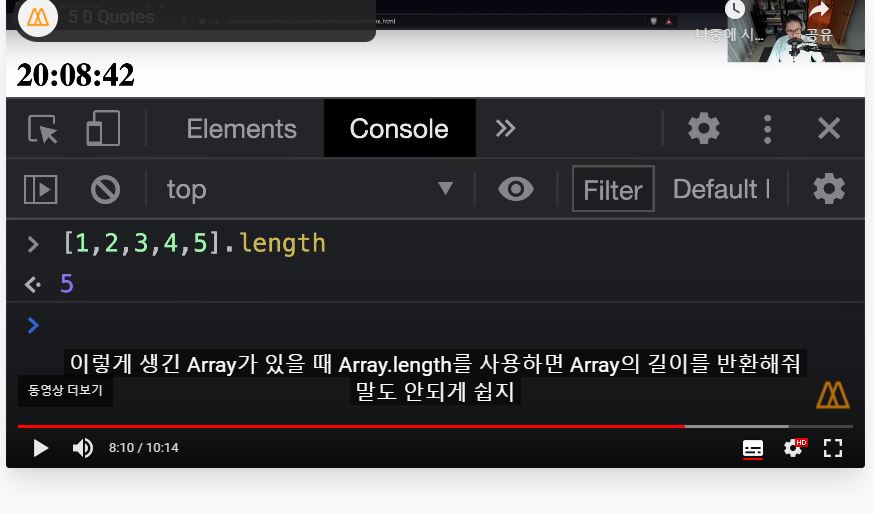 5 0 Quotes
나중에 시... 공유
20:08:42
Elements Console
top Filter Default l
> [1,2,3,4,5].length
5
>
이렇게 생긴 Array가 있을 때 Array.length를 사용하면 Array의 길이를 반환해줘
말도 안되게 쉽지
동영상 더보기
8:10 / 10:14
HD